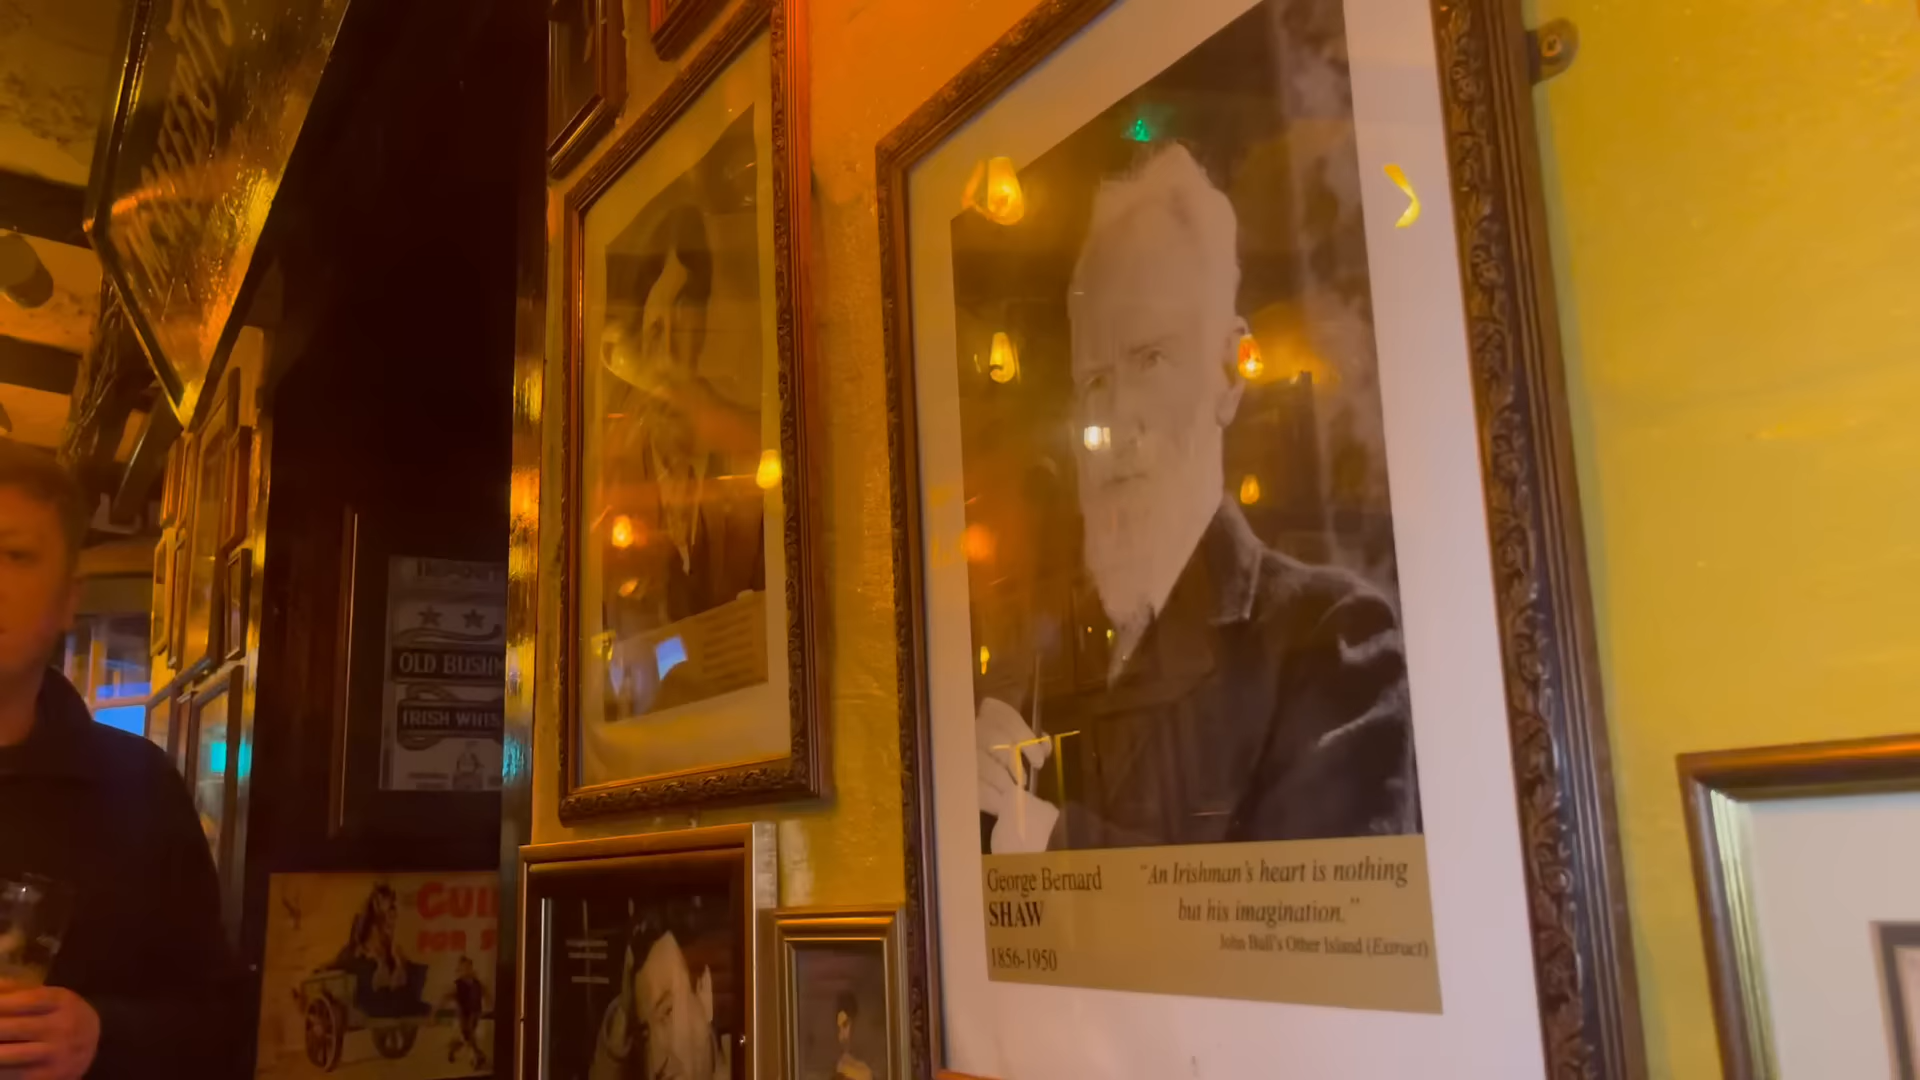 OLD BUSHM
IRISH WHIS
GUI
FOR S
George Bernard
SHAW
1856-1950
“An Irishman’s heart is nothing
but his imagination.”
John Bull’s Other Island (Extract)